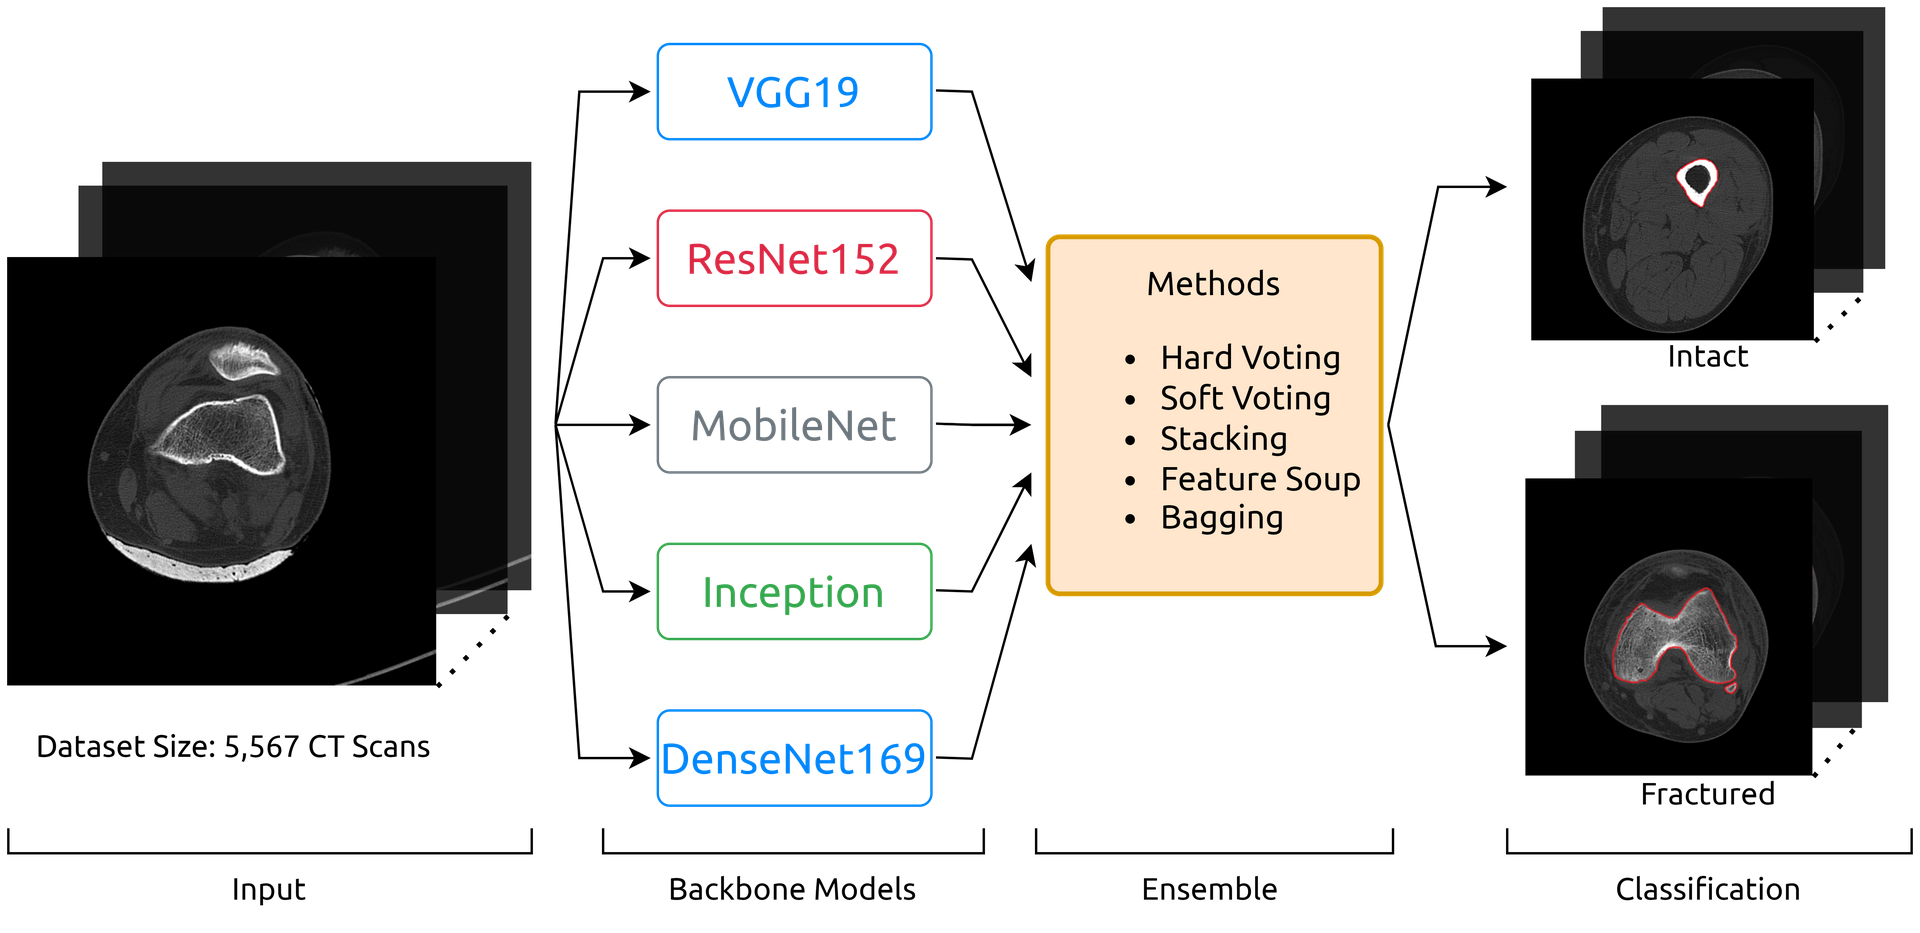 VGG19
ResNet152
MobileNet
Inception
DenseNet169
Dataset Size: 5,567 CT Scans
Methods
• Hard Voting
• Soft Voting
• Stacking
• Feature Soup
• Bagging
Intact
Fractured
Input
Backbone Models
Ensemble
Classification